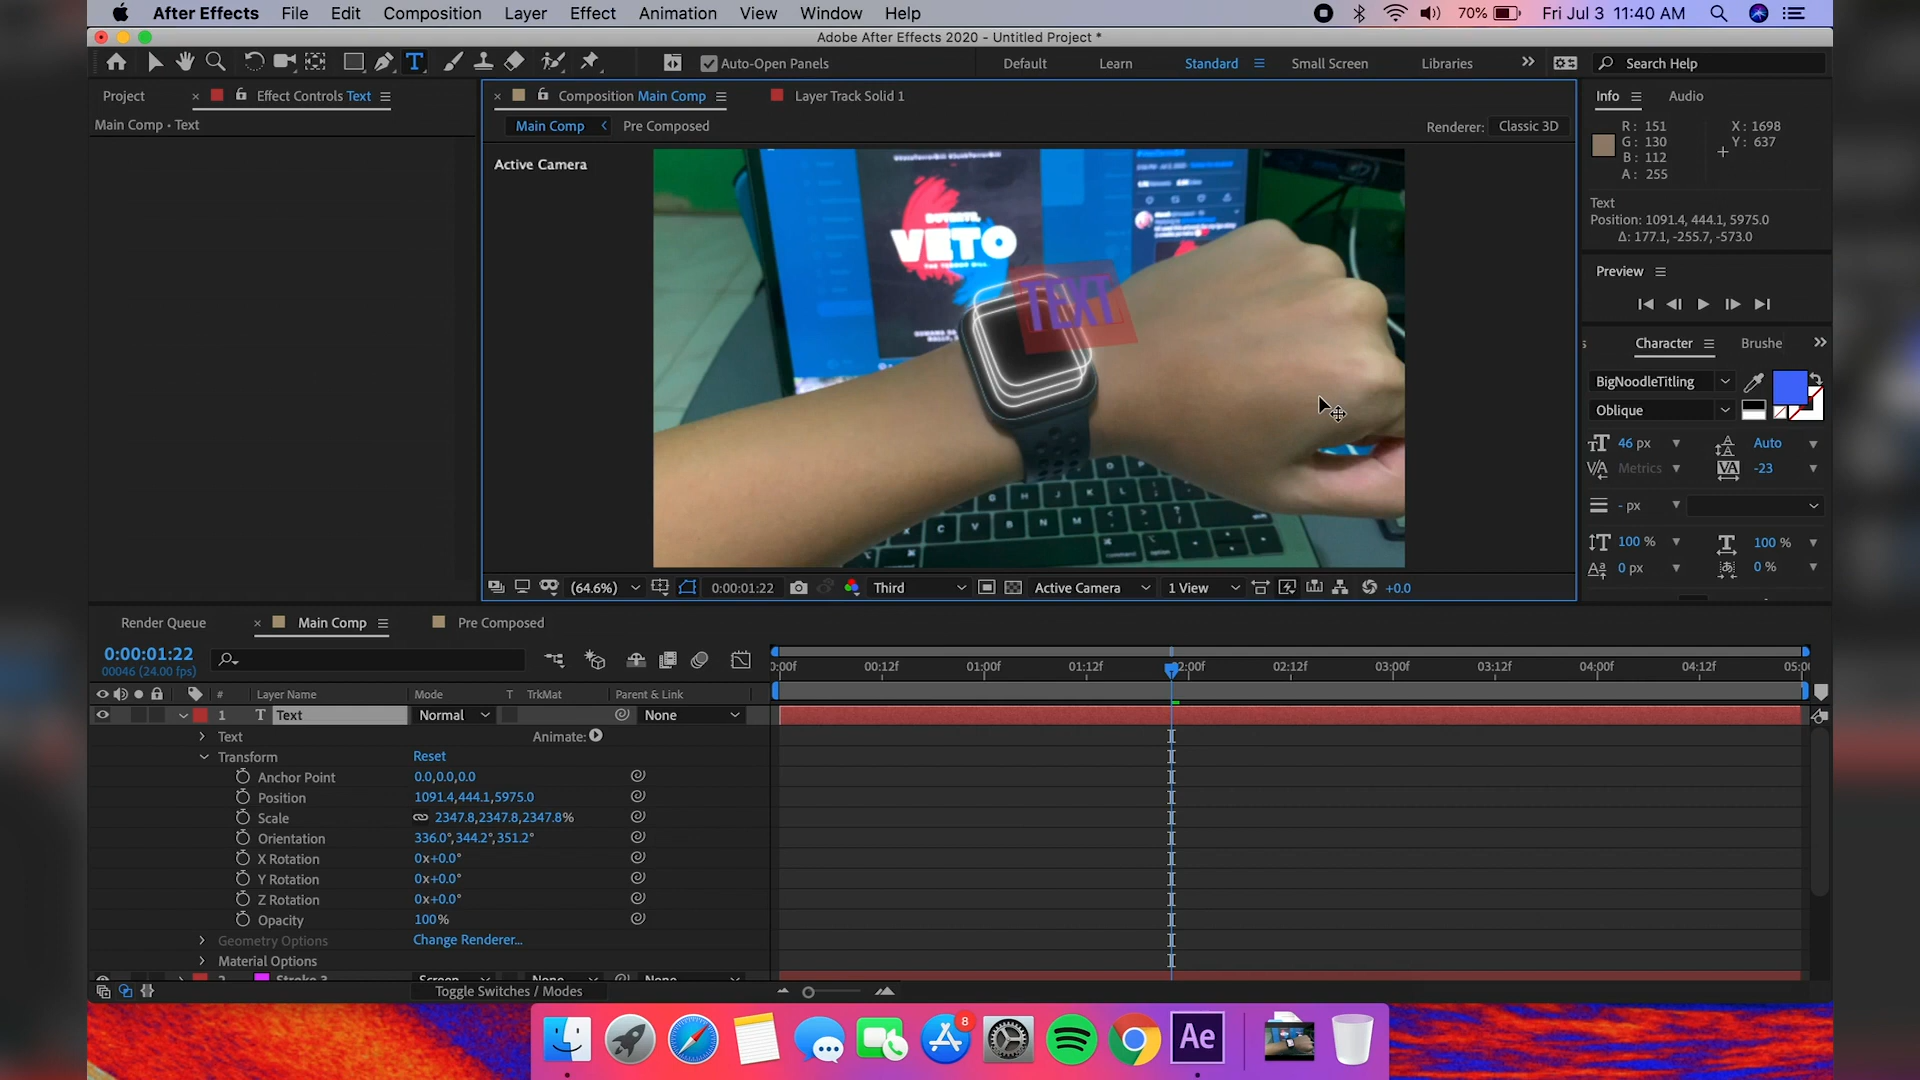 After Effects File Edit Composition Layer Effect Animation View Window Help 70% Fri Jul 3 11:40 AM
Adobe After Effects 2020 - Untitled Project *
Auto-Open Panels Default Learn Standard Small Screen Libraries Search Help
Project Effect Controls Text
Main Comp • Text
Composition Main Comp Layer Track Solid 1
Main Comp Pre Composed Renderer: Classic 3D
Active Camera
VETO
TEXT
command option
(64.6%) 0:00:01:22 Third Active Camera 1 View +0.0
Info Audio
R: 151 X: 1698
G: 130 Y: 637
B: 112
A: 255
Text
Position: 1091.4, 444.1, 5975.0
Δ: 177.1, -255.7, -573.0
Preview
Character Brushe
BigNoodleTitling
Oblique
46 px Auto
Metrics -23
- px
100 % 100 %
0 px 0 %
Render Queue Main Comp Pre Composed
0:00:01:22
00046 (24.00 fps)
:00f 00:12f 01:00f 01:12f 2:00f 02:12f 03:00f 03:12f 04:00f 04:12f 05:0
# Layer Name Mode T TrkMat Parent & Link
1 T Text Normal None
Text Animate:
Transform Reset
Anchor Point 0.0,0.0,0.0
Position 1091.4,444.1,5975.0
Scale 2347.8,2347.8,2347.8%
Orientation 336.0°,344.2°,351.2°
X Rotation 0x+0.0°
Y Rotation 0x+0.0°
Z Rotation 0x+0.0°
Opacity 100%
Geometry Options Change Renderer...
Material Options
2 Stroke 3 Screen None None
Toggle Switches / Modes
8
Ae